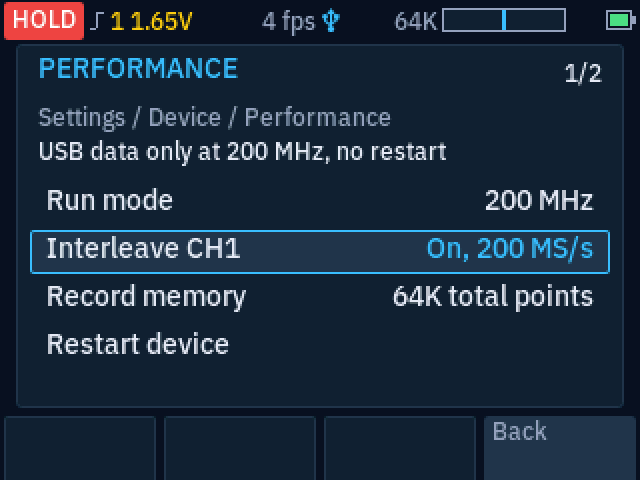 HOLD 1 1.65V 4 fps 64K
PERFORMANCE 1/2
Settings / Device / Performance
USB data only at 200 MHz, no restart
Run mode 200 MHz
Interleave CH1 On, 200 MS/s
Record memory 64K total points
Restart device
Back